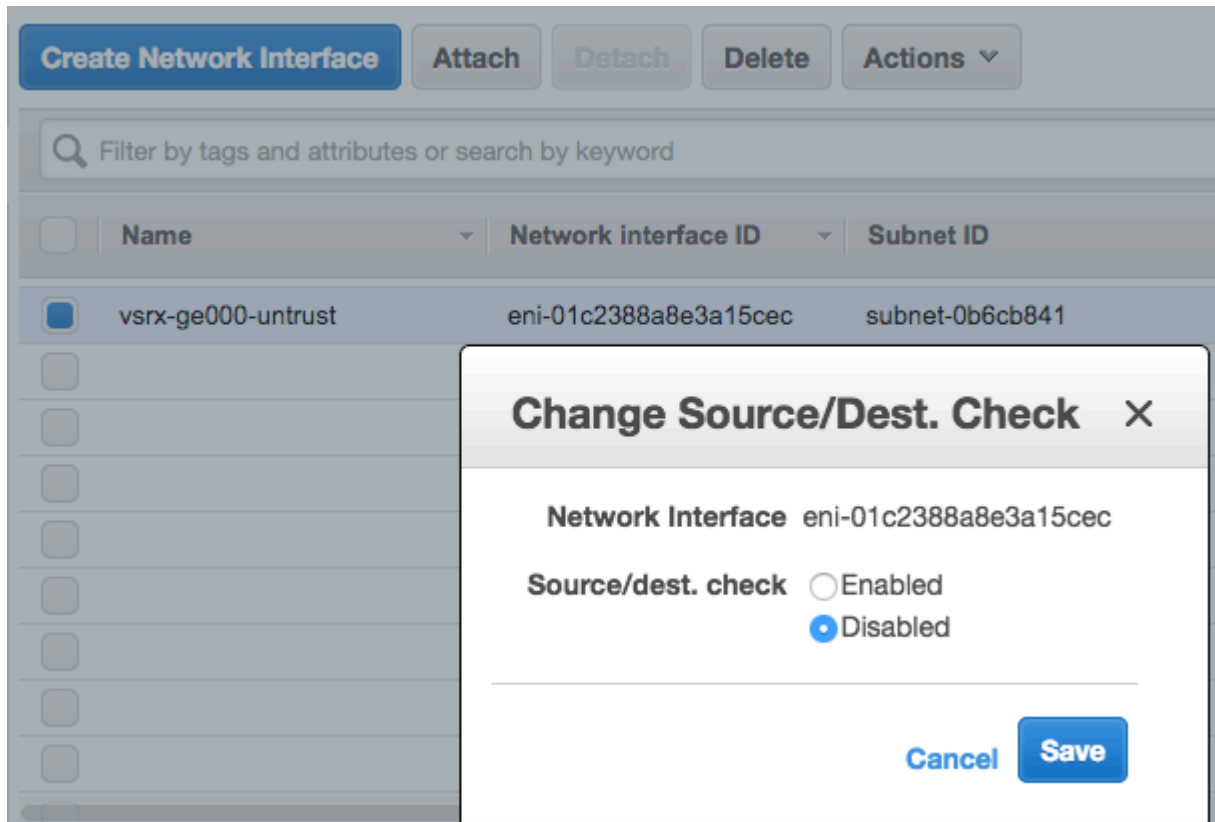 Create Network Interface Attach Detach Delete Actions
Filter by tags and attributes or search by keyword
Name Network interface ID Subnet ID
vsrx-ge000-untrust eni-01c2388a8e3a15cec subnet-0b6cb841
Change Source/Dest. Check
Network Interface eni-01c2388a8e3a15cec
Source/dest. check Enabled
Disabled
Cancel Save